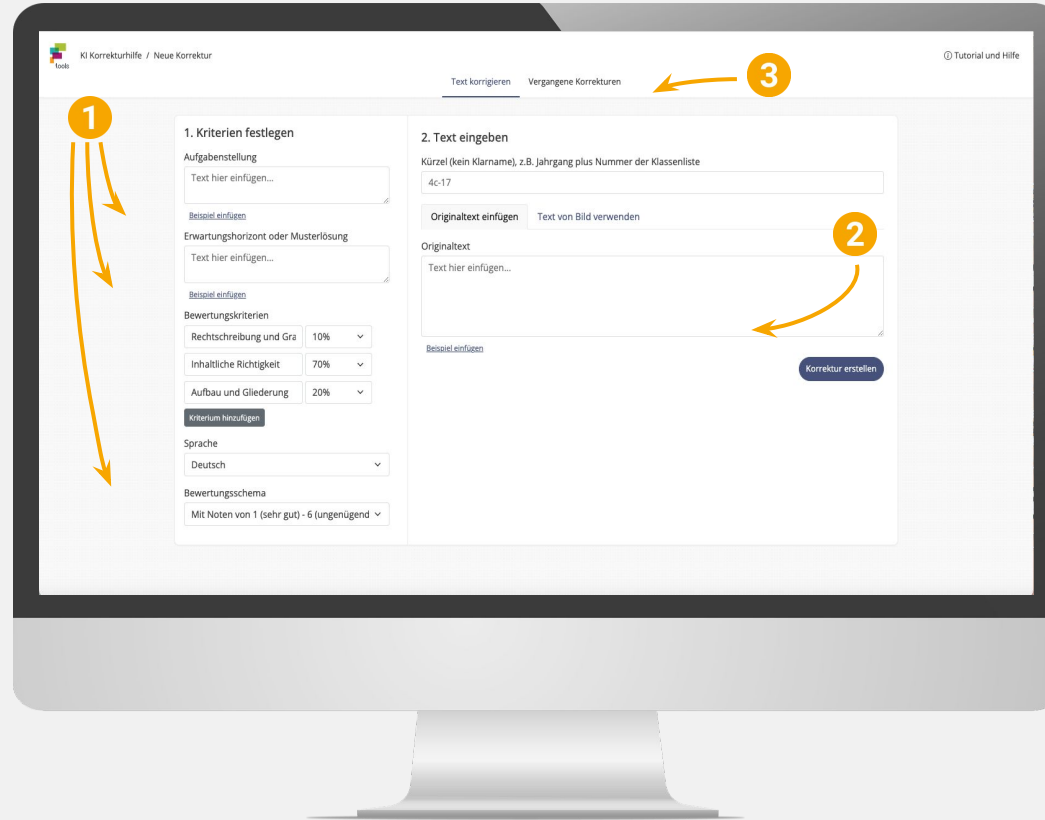 tools
KI Korrekturhilfe / Neue Korrektur
Tutorial und Hilfe
Text korrigieren Vergangene Korrekturen
3
1
1. Kriterien festlegen
Aufgabenstellung
Text hier einfügen...
Beispiel einfügen
Erwartungshorizont oder Musterlösung
Text hier einfügen...
Beispiel einfügen
Bewertungskriterien
Rechtschreibung und Gra 10%
Inhaltliche Richtigkeit 70%
Aufbau und Gliederung 20%
Kriterium hinzufügen
Sprache
Deutsch
Bewertungsschema
Mit Noten von 1 (sehr gut) - 6 (ungenügend
2. Text eingeben
Kürzel (kein Klarname), z.B. Jahrgang plus Nummer der Klassenliste
4c-17
Originaltext einfügen Text von Bild verwenden
2
Originaltext
Text hier einfügen...
Beispiel einfügen
Korrektur erstellen